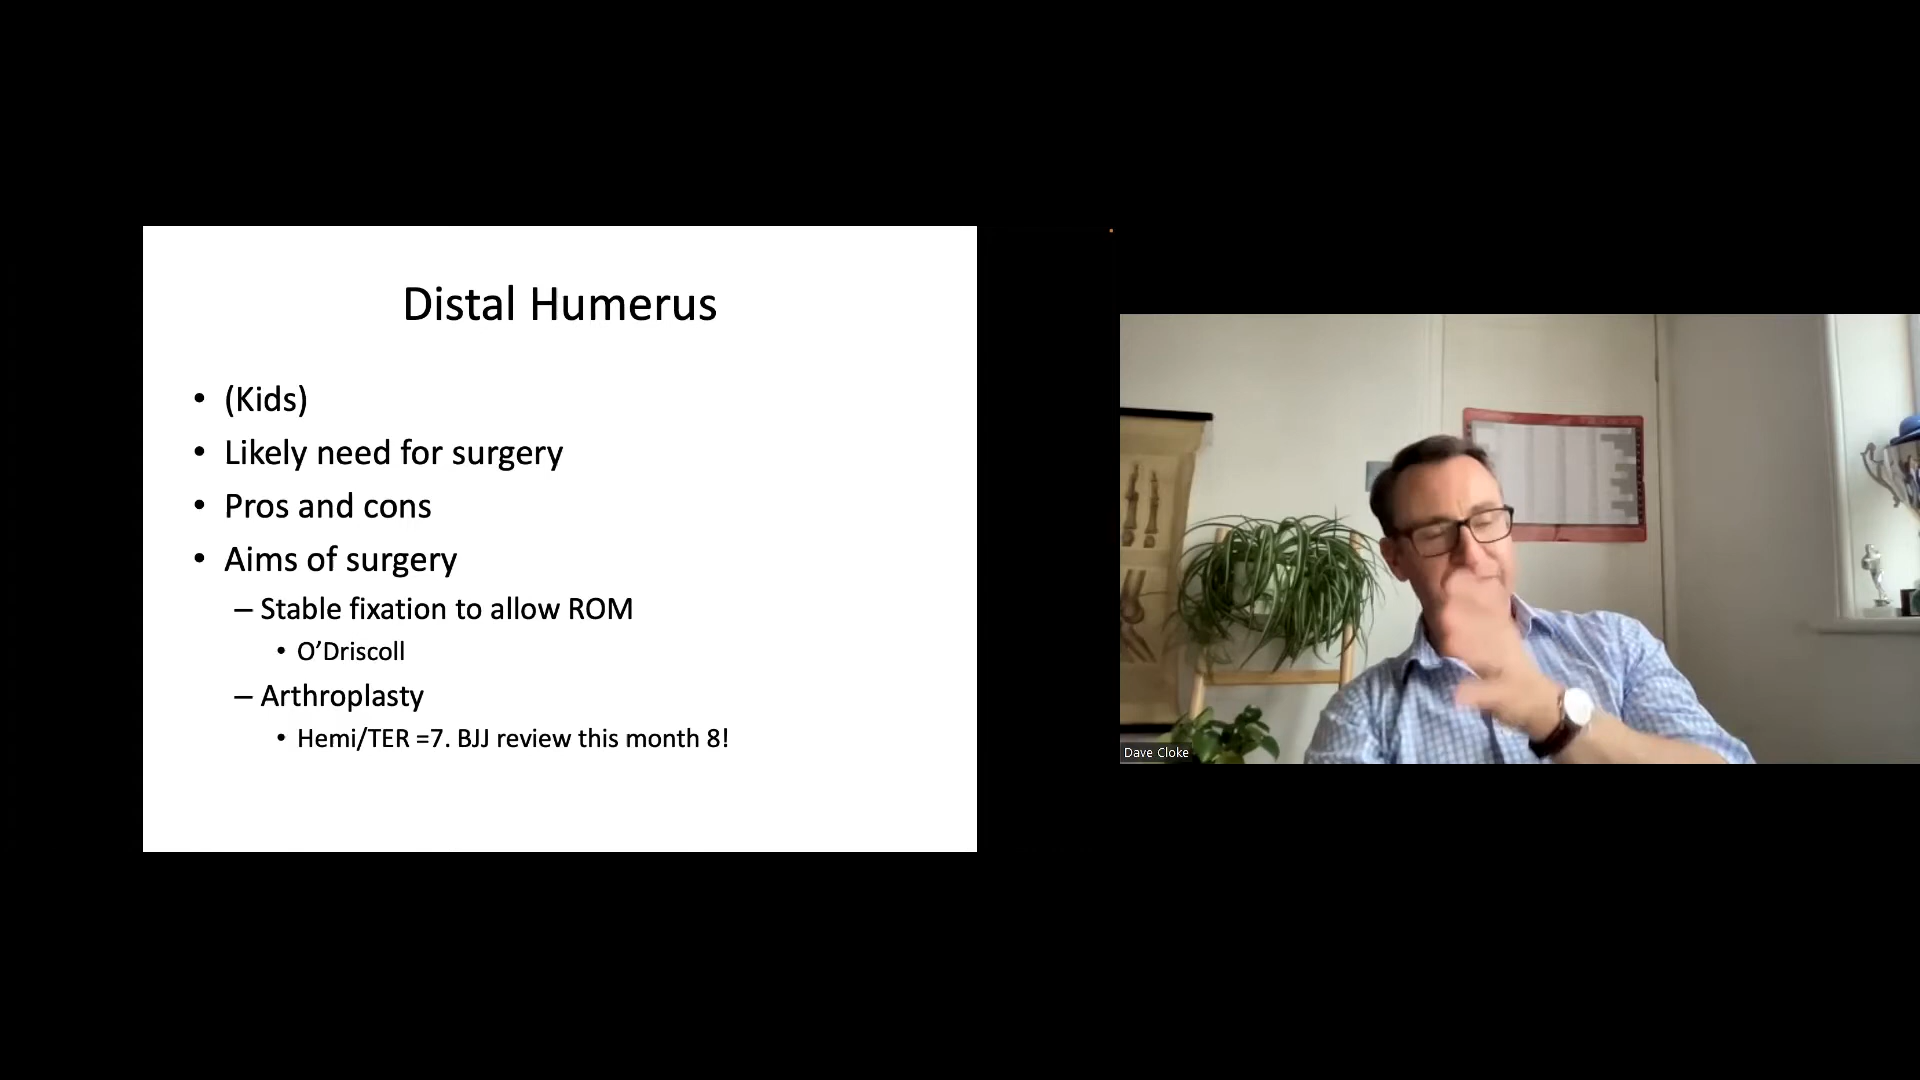 Distal Humerus
• (Kids)
• Likely need for surgery
• Pros and cons
• Aims of surgery
– Stable fixation to allow ROM
• O’Driscoll
– Arthroplasty
• Hemi/TER =7. BJJ review this month 8!
Dave Cloke